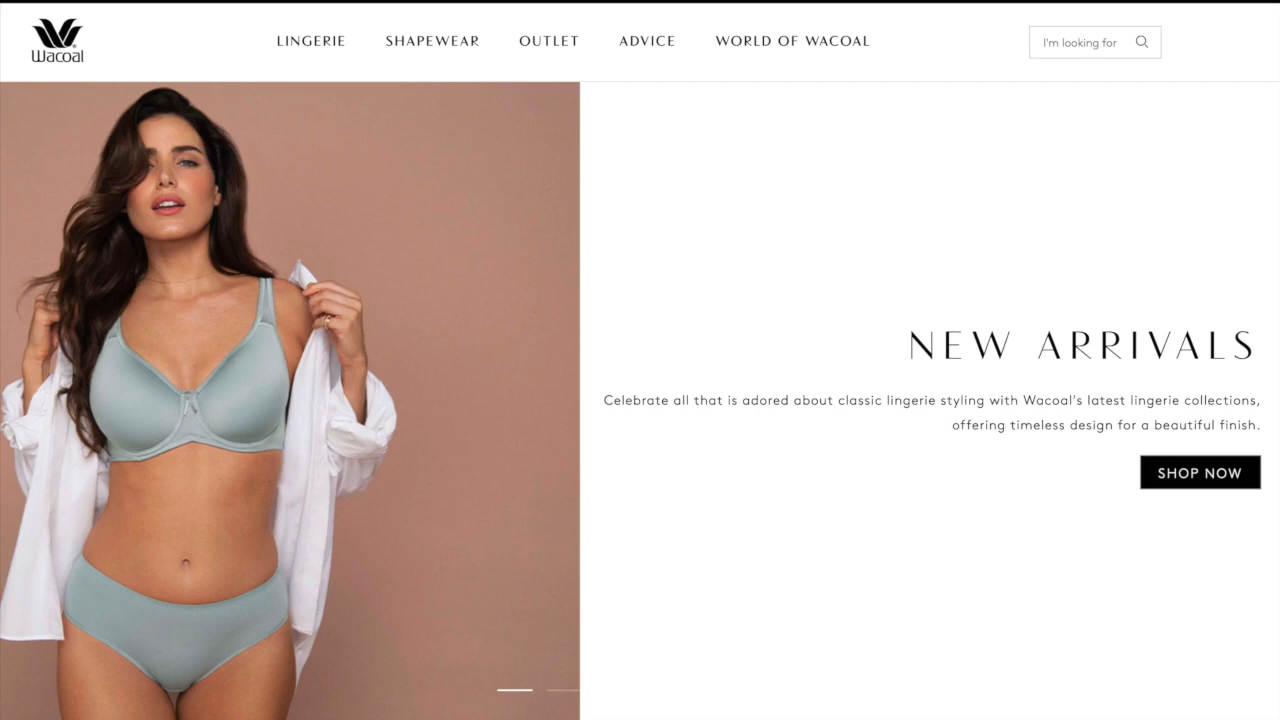 Wacoal
LINGERIE
SHAPEWEAR
OUTLET
ADVICE
WORLD OF WACOAL
I'm looking for
NEW ARRIVALS
Celebrate all that is adored about classic lingerie styling with Wacoal's latest lingerie collections,
offering timeless design for a beautiful finish.
SHOP NOW